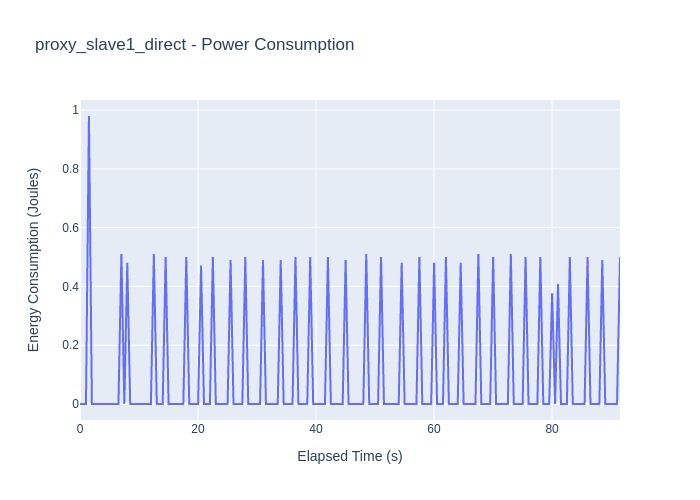 proxy_slave1_direct - Power Consumption
1
0.8
0.6
0.4
0.2
0
Energy Consumption (Joules)
0 20 40 60 80
Elapsed Time (s)